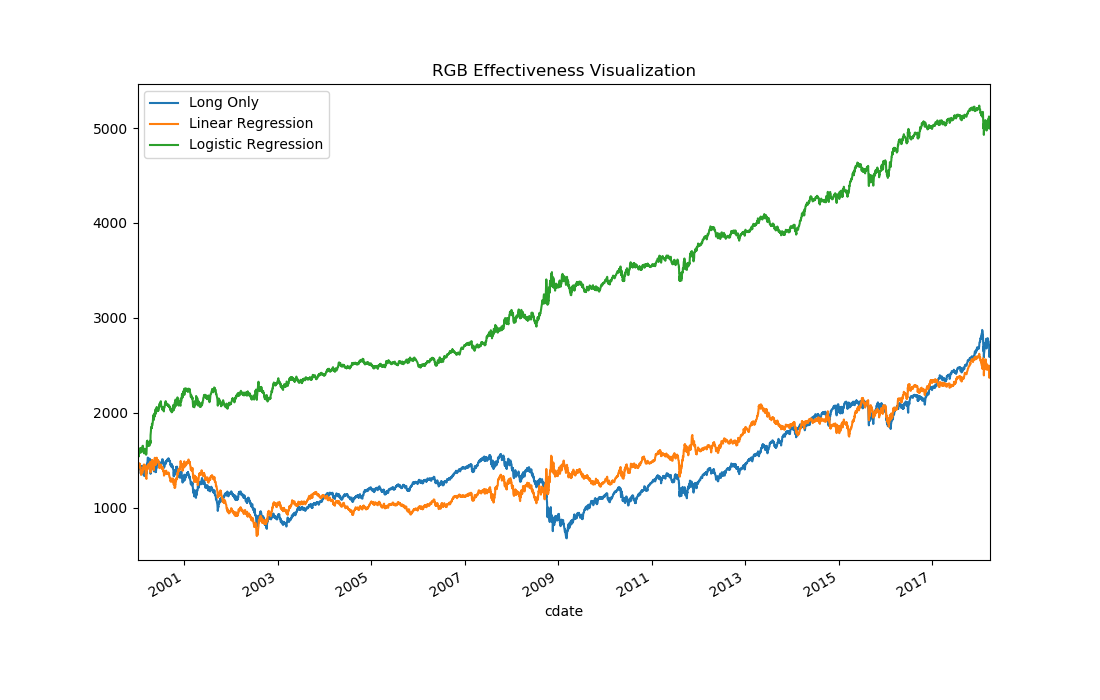 RGB Effectiveness Visualization
Long Only
Linear Regression
Logistic Regression
5000
4000
3000
2000
1000
2001
2003
2005
2007
2009
2011
2013
2015
2017
cdate